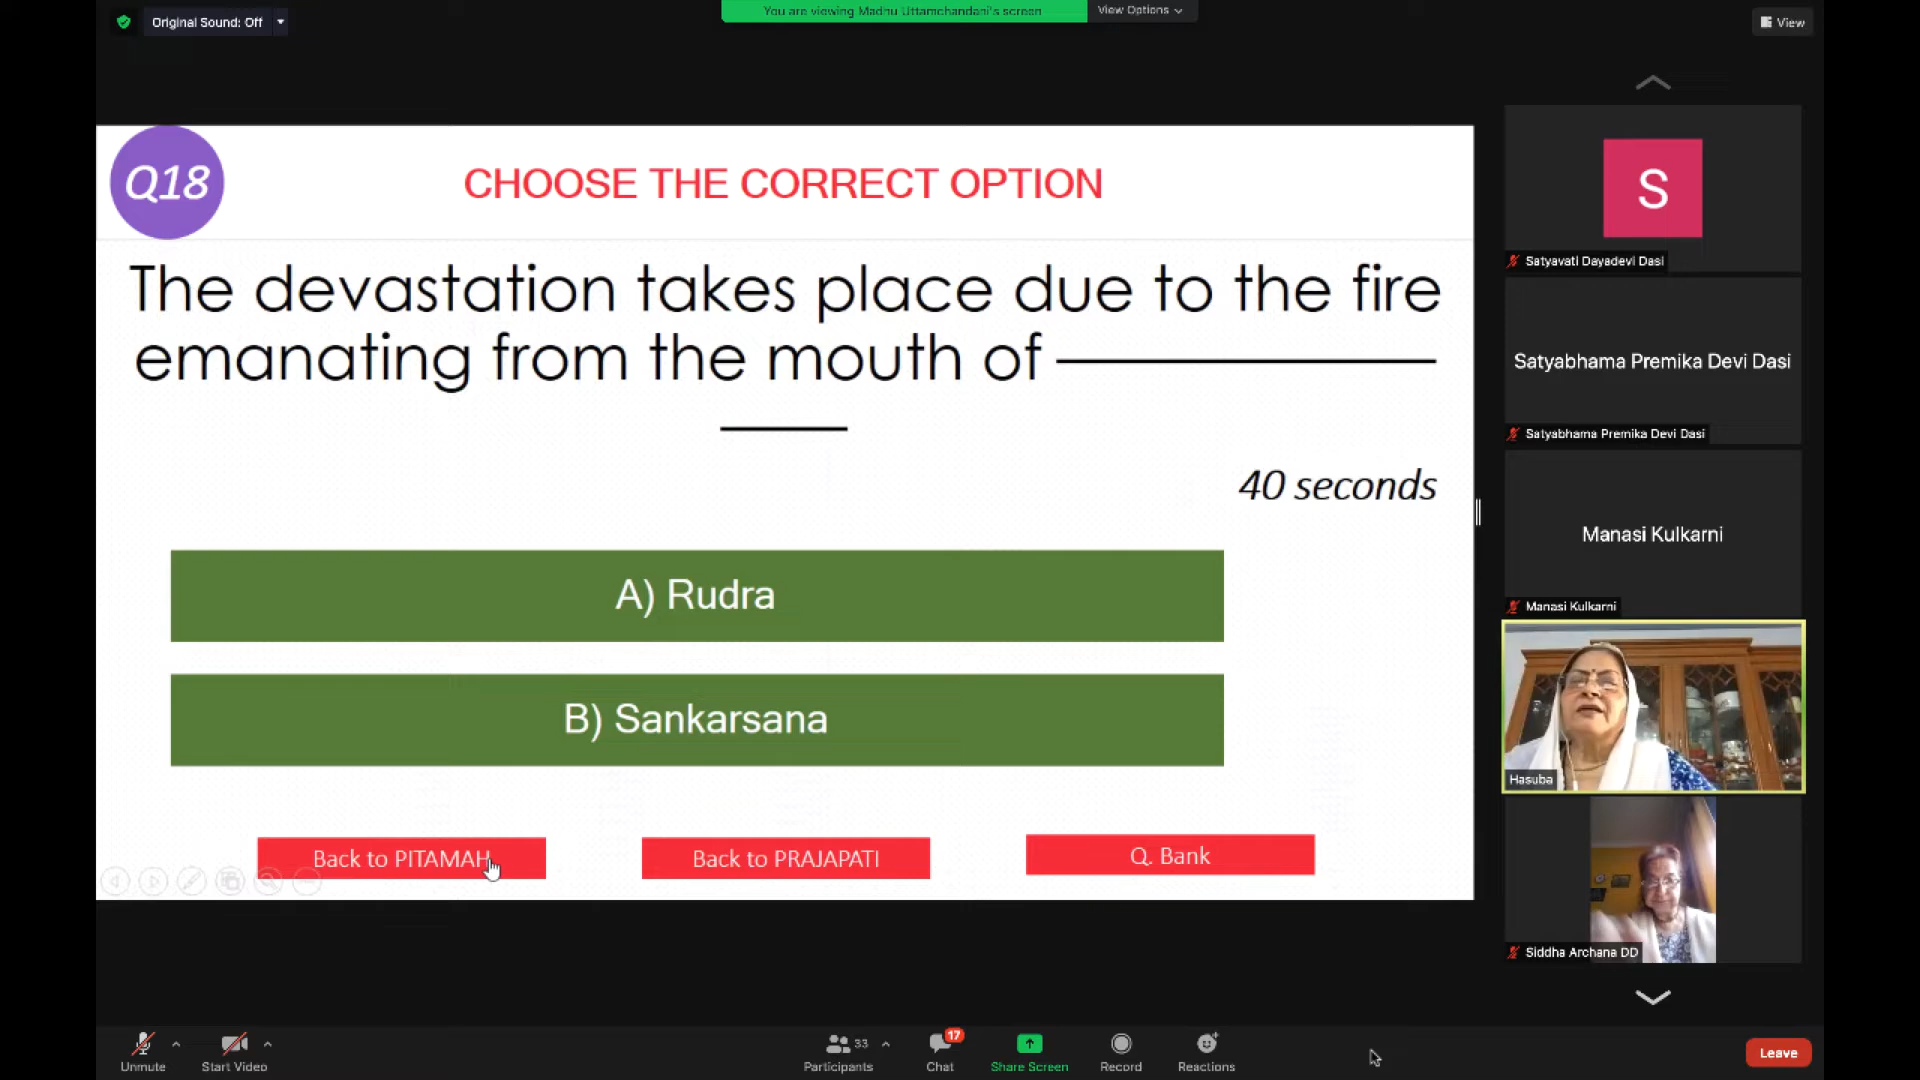 Original Sound: Off
You are viewing Madhu Uttamchandani's screen
View Options
View
Q18
CHOOSE THE CORRECT OPTION
The devastation takes place due to the fire
emanating from the mouth of
40 seconds
A) Rudra
B) Sankarsana
Back to PITAMAH
Back to PRAJAPATI
Q. Bank
S
Satyavati Dayadevi Dasi
Satyabhama Premika Devi Dasi
Satyabhama Premika Devi Dasi
Manasi Kulkarni
Manasi Kulkarni
Hasuba
Siddha Archana DD
Unmute
Start Video
33
Participants
17
Chat
Share Screen
Record
Reactions
Leave